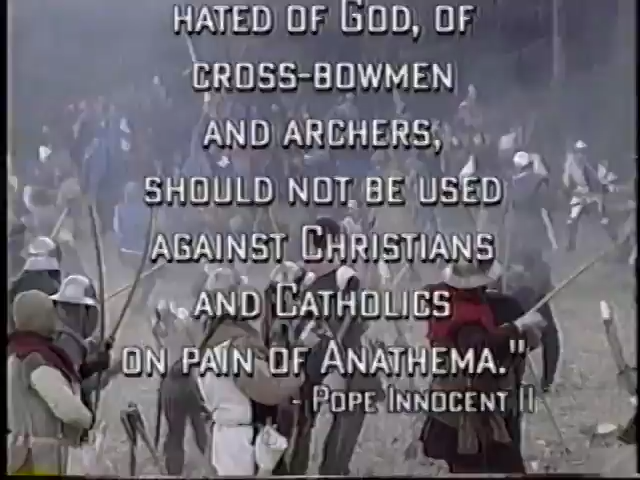 HATED OF GOD, OF
CROSS-BOWMEN
AND ARCHERS,
SHOULD NOT BE USED
AGAINST CHRISTIANS
AND CATHOLICS
ON PAIN OF ANATHEMA."
- POPE INNOCENT II